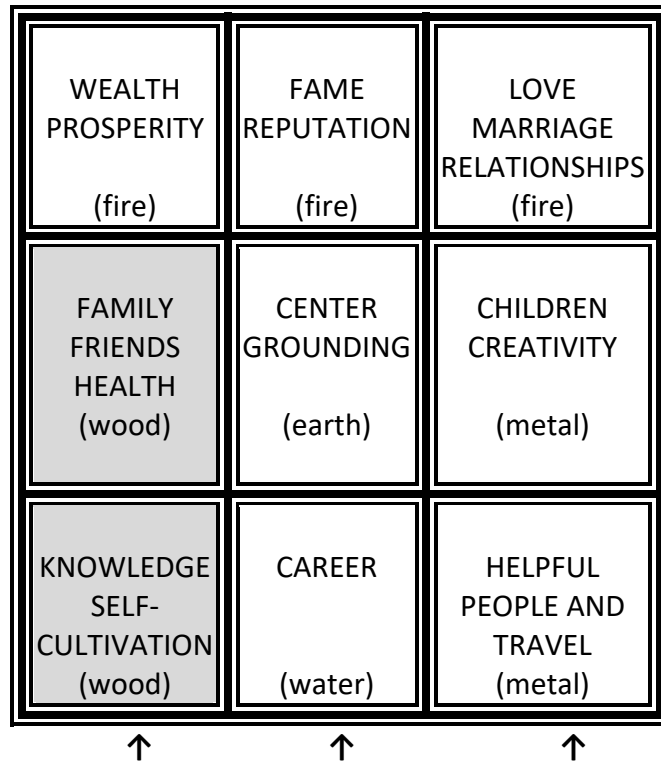 WEALTH
PROSPERITY
(fire)
FAME
REPUTATION
(fire)
LOVE
MARRIAGE
RELATIONSHIPS
(fire)
FAMILY
FRIENDS
HEALTH
(wood)
CENTER
GROUNDING
(earth)
CHILDREN
CREATIVITY
(metal)
KNOWLEDGE
SELF-
CULTIVATION
(wood)
CAREER
(water)
HELPFUL
PEOPLE AND
TRAVEL
(metal)
↑ ↑ ↑